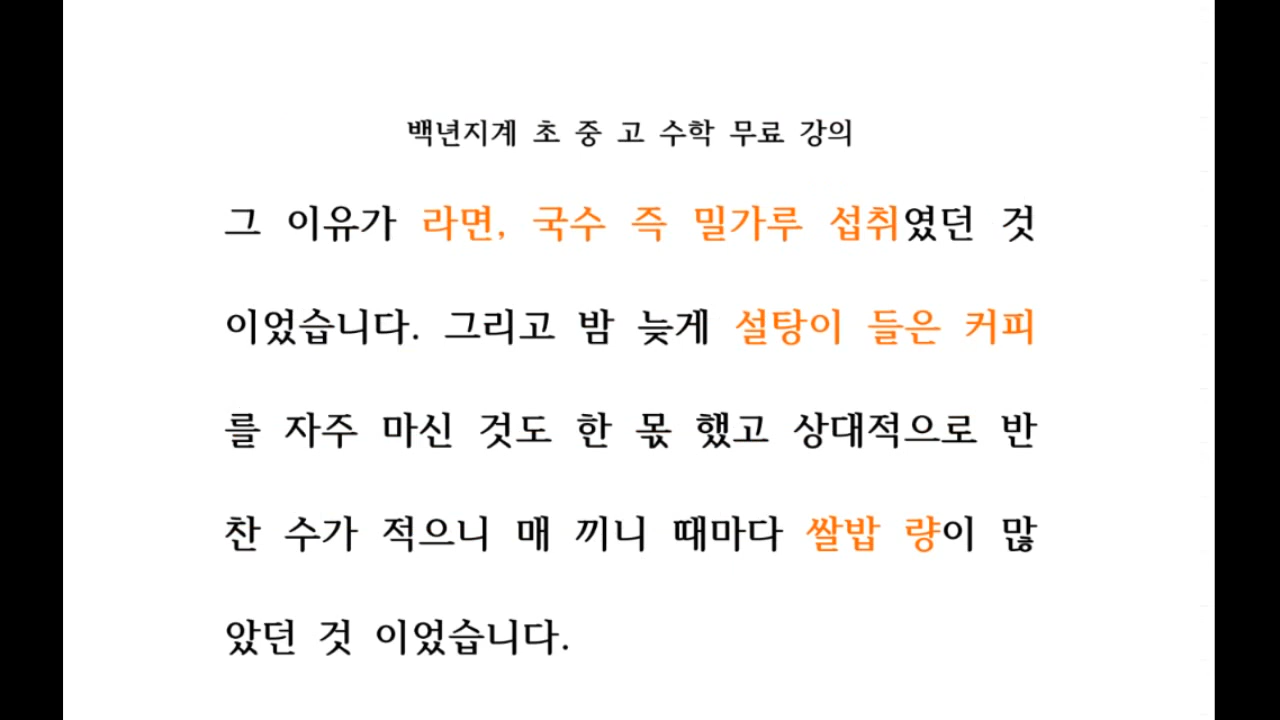 백년지계 초 중 고 수학 무료 강의
그 이유가 라면, 국수 즉 밀가루 섭취였던 것
이었습니다. 그리고 밤 늦게 설탕이 들은 커피
를 자주 마신 것도 한 몫 했고 상대적으로 반
찬 수가 적으니 매 끼니 때마다 쌀밥 량이 많
았던 것 이었습니다.